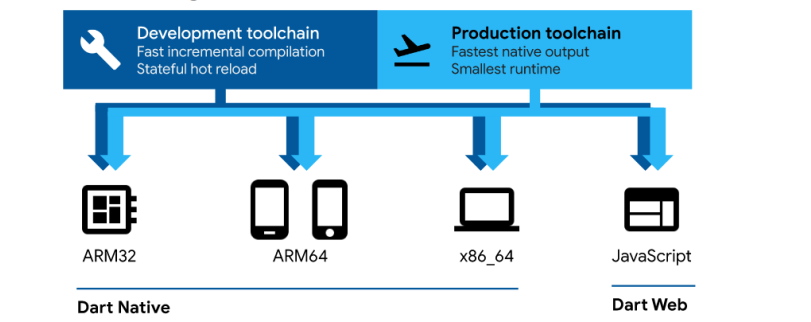 Development toolchain
Fast incremental compilation
Stateful hot reload
Production toolchain
Fastest native output
Smallest runtime
ARM32
ARM64
x86_64
JavaScript
Dart Native
Dart Web